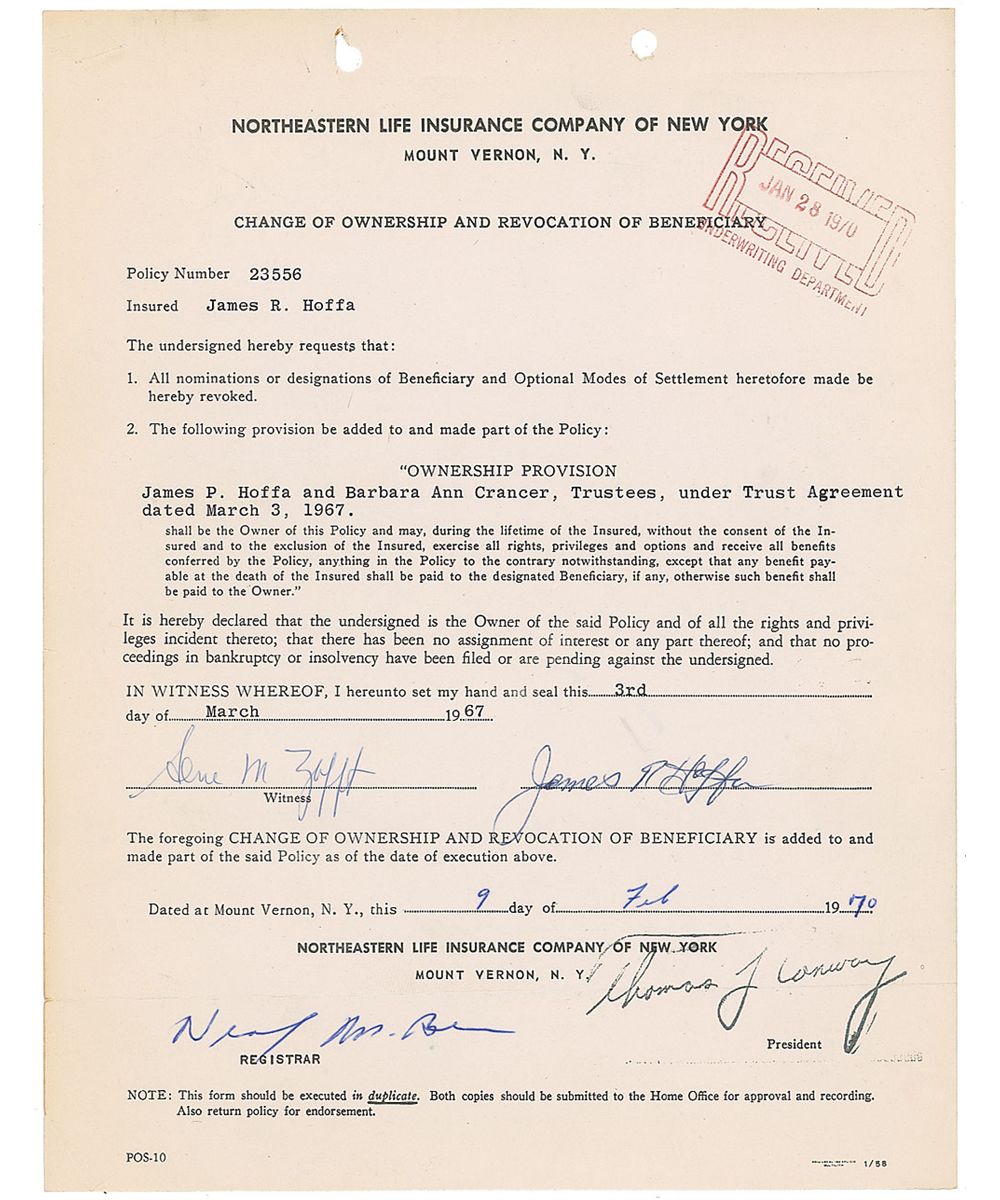 NORTHEASTERN LIFE INSURANCE COMPANY OF NEW YORK
MOUNT VERNON, N. Y.
RECEIVED
JAN 28 1970
UNDERWRITING DEPARTMENT
CHANGE OF OWNERSHIP AND REVOCATION OF BENEFICIARY
Policy Number 23556
Insured James R. Hoffa
The undersigned hereby requests that:
1. All nominations or designations of Beneficiary and Optional Modes of Settlement heretofore made be
hereby revoked.
2. The following provision be added to and made part of the Policy:
"OWNERSHIP PROVISION
James P. Hoffa and Barbara Ann Crancer, Trustees, under Trust Agreement
dated March 3, 1967.
shall be the Owner of this Policy and may, during the lifetime of the Insured, without the consent of the In-
sured and to the exclusion of the Insured, exercise all rights, privileges and options and receive all benefits
conferred by the Policy, anything in the Policy to the contrary notwithstanding, except that any benefit pay-
able at the death of the Insured shall be paid to the designated Beneficiary, if any, otherwise such benefit shall
be paid to the Owner."
It is hereby declared that the undersigned is the Owner of the said Policy and of all the rights and privi-
leges incident thereto; that there has been no assignment of interest or any part thereof; and that no pro-
ceedings in bankruptcy or insolvency have been filed or are pending against the undersigned.
IN WITNESS WHEREOF, I hereunto set my hand and seal this 3rd
day of March 1967
Gene M Zafft James R Hoffa
Witness
The foregoing CHANGE OF OWNERSHIP AND REVOCATION OF BENEFICIARY is added to and
made part of the said Policy as of the date of execution above.
Dated at Mount Vernon, N. Y., this 9 day of Feb 1970
NORTHEASTERN LIFE INSURANCE COMPANY OF NEW YORK
MOUNT VERNON, N. Y.
Thomas J Conway
President
REGISTRAR
NOTE: This form should be executed in duplicate. Both copies should be submitted to the Home Office for approval and recording.
Also return policy for endorsement.
POS-10
1/58